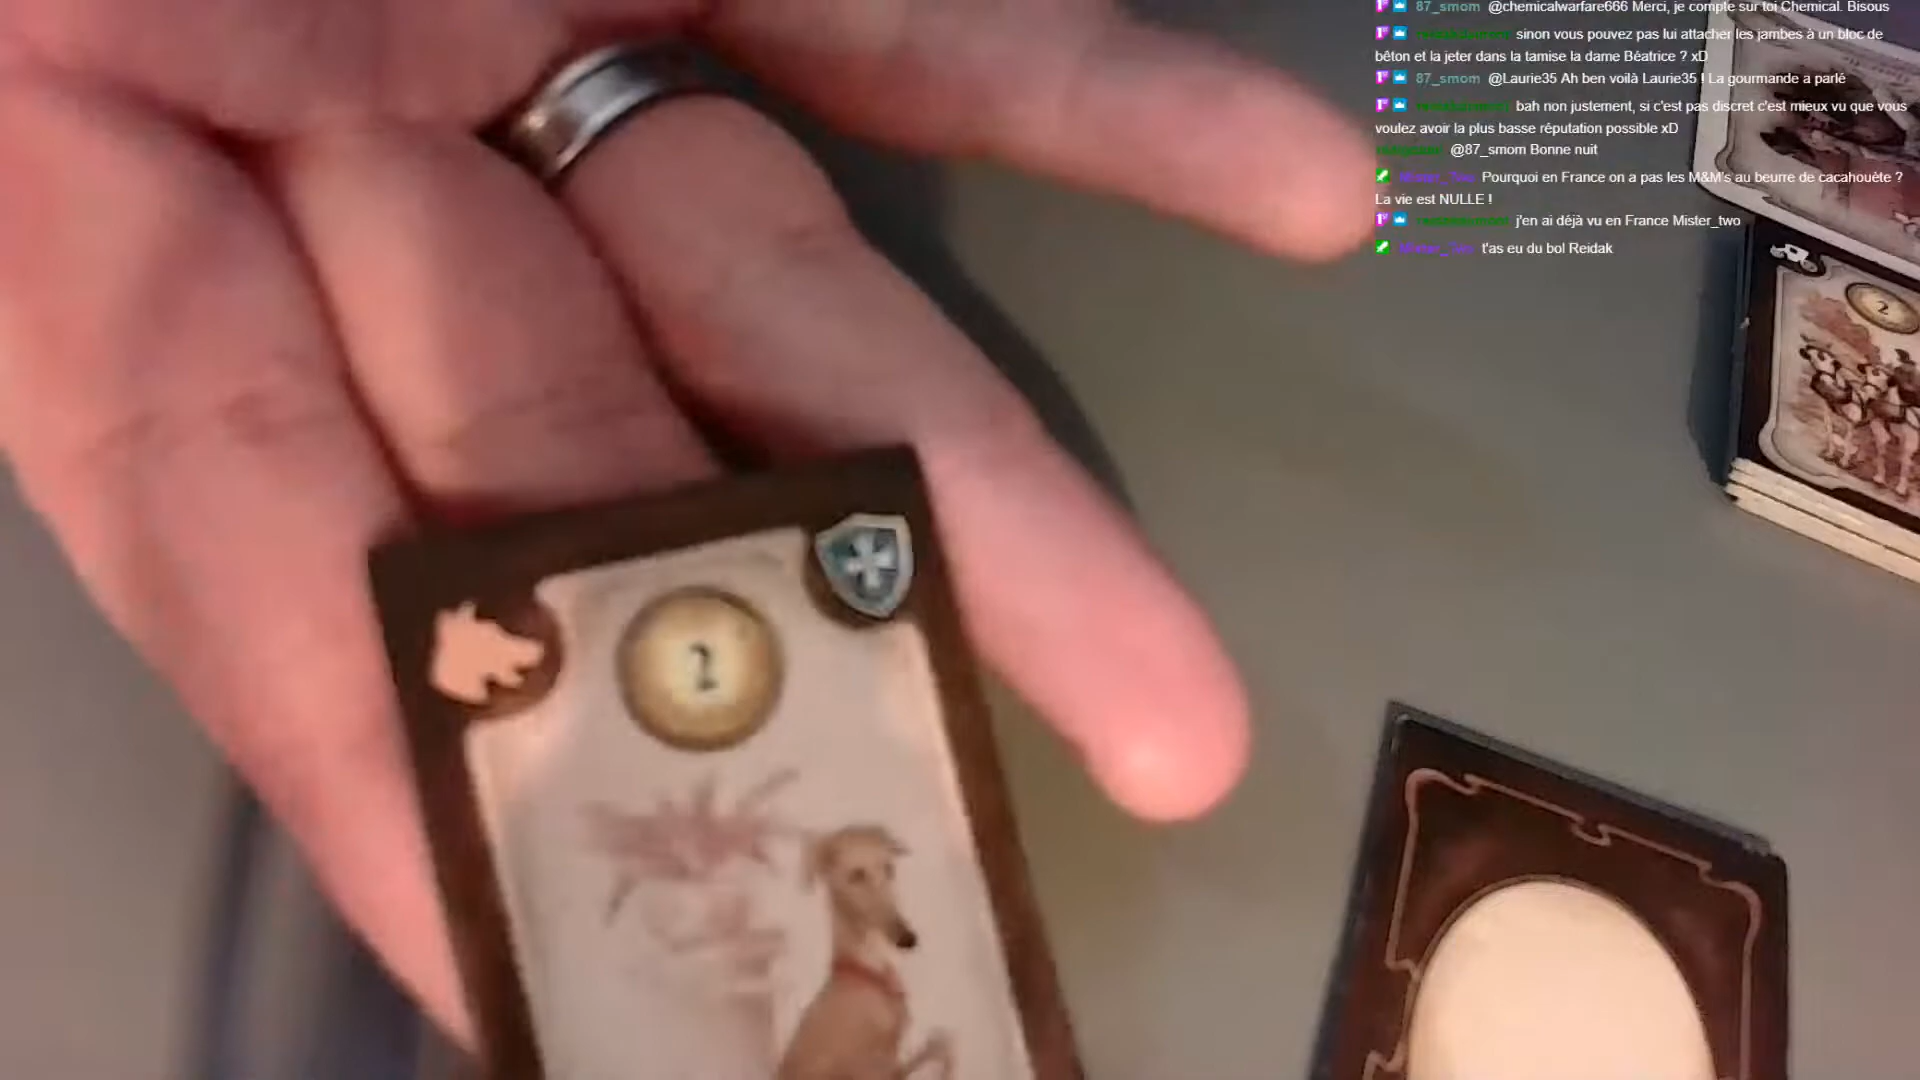 87_smom @chemicalwarfare666 Merci, je compte sur toi Chemical. Bisous
sinon vous pouvez pas lui attacher les jambes à un bloc de
bêton et la jeter dans la tamise la dame Béatrice ? xD
87_smom @Laurie35 Ah ben voilà Laurie35 ! La gourmande a parlé
bah non justement, si c'est pas discret c'est mieux vu que vous
voulez avoir la plus basse réputation possible xD
@87_smom Bonne nuit
Mister_Two Pourquoi en France on a pas les M&M's au beurre de cacahouète ?
La vie est NULLE !
j'en ai déjà vu en France Mister_two
Mister_Two t'as eu du bol Reidak
2
2